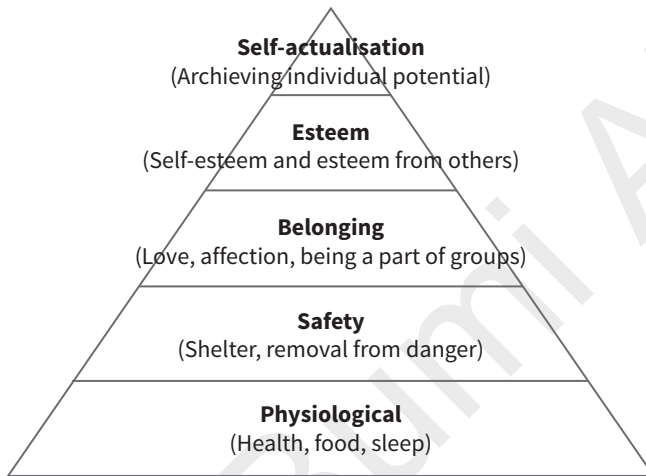 Self-actualisation
(Archieving individual potential)
Esteem
(Self-esteem and esteem from others)
Belonging
(Love, affection, being a part of groups)
Safety
(Shelter, removal from danger)
Physiological
(Health, food, sleep)
Bumi A